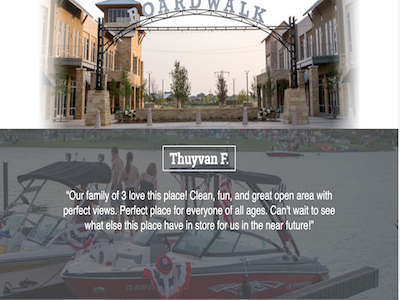 BOARDWALK
Thuyvan F.
"Our family of 3 love this place! Clean, fun, and great open area with
perfect views. Perfect place for everyone of all ages. Can't wait to see
what else this place have in store for us in the near future!"